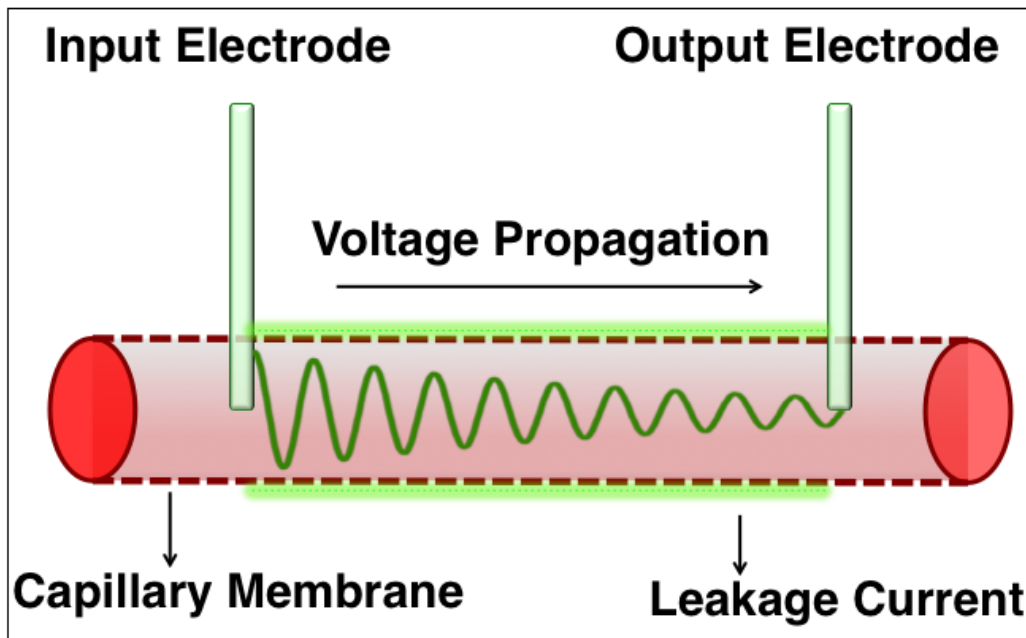 Input Electrode
Output Electrode
Voltage Propagation
Capillary Membrane
Leakage Current